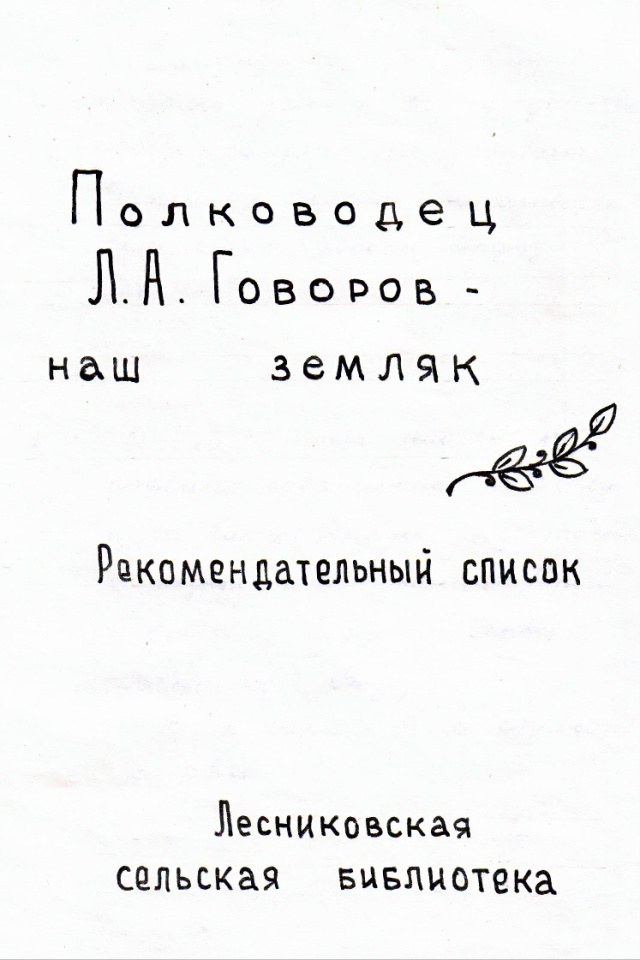 Полководец
Л.А. Говоров -
наш земляк
Рекомендательный список
Лесниковская
сельская библиотека